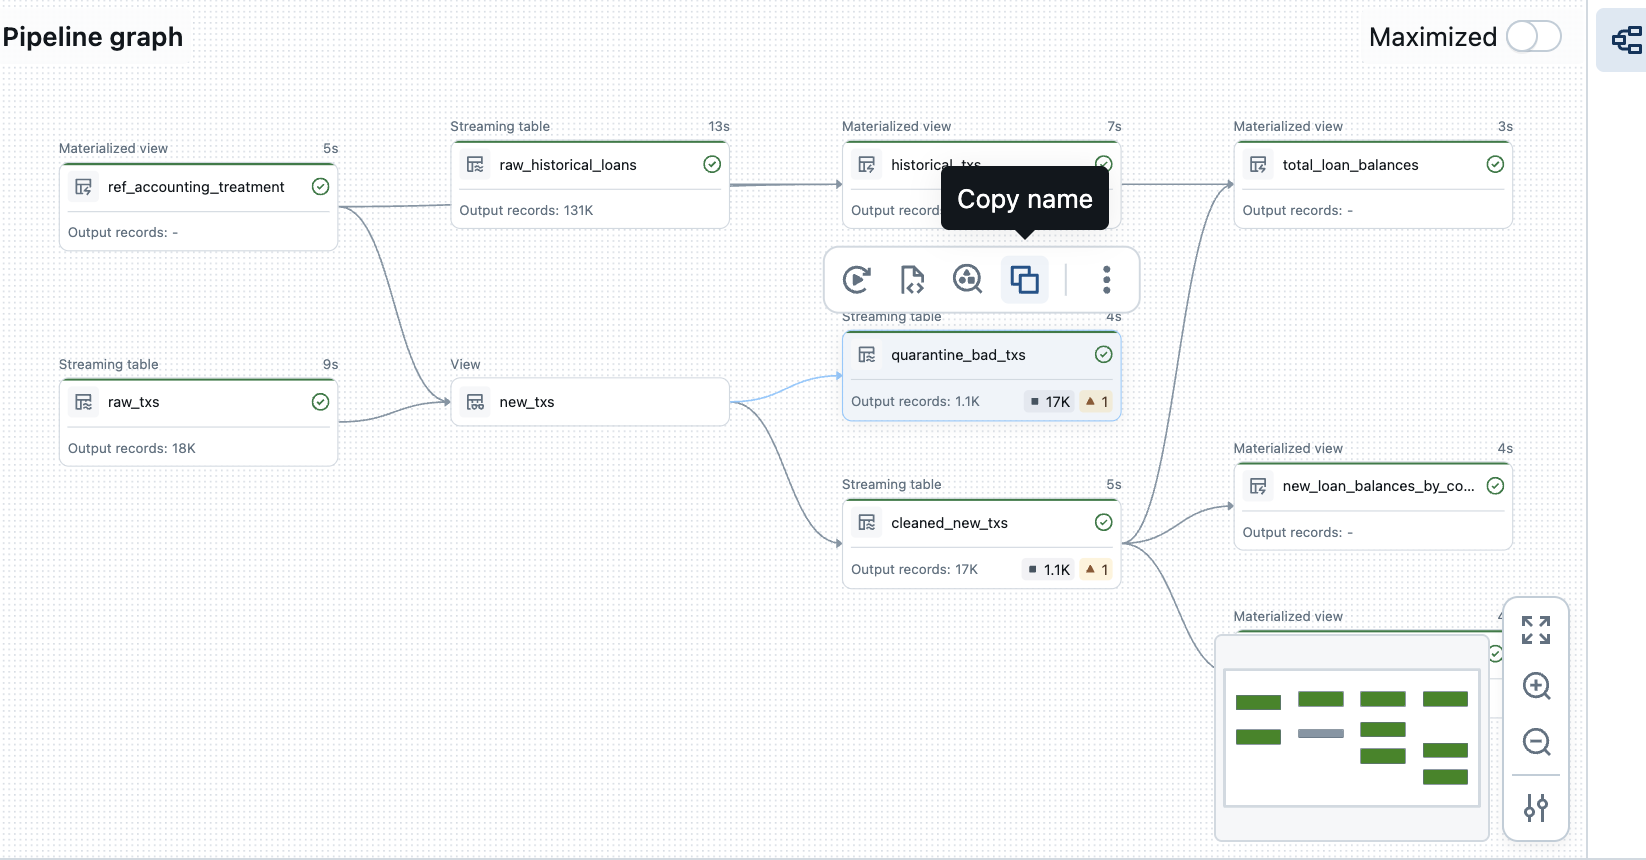 Pipeline graph
Maximized
Materialized view 5s
ref_accounting_treatment
Output records: -
Streaming table 13s
raw_historical_loans
Output records: 131K
Materialized view 7s
historical_txs
Output record
Copy name
Materialized view 3s
total_loan_balances
Output records: -
Streaming table 9s
raw_txs
Output records: 18K
View
new_txs
Streaming table 4s
quarantine_bad_txs
Output records: 1.1K 17K 1
Streaming table 5s
cleaned_new_txs
Output records: 17K 1.1K 1
Materialized view 4s
new_loan_balances_by_co...
Output records: -
Materialized view